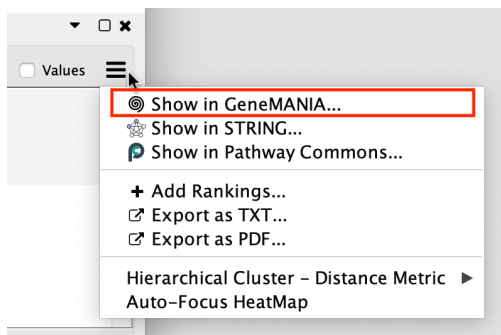 Values
Show in GeneMANIA...
Show in STRING...
Show in Pathway Commons...
Add Rankings...
Export as TXT...
Export as PDF...
Hierarchical Cluster – Distance Metric
Auto-Focus HeatMap